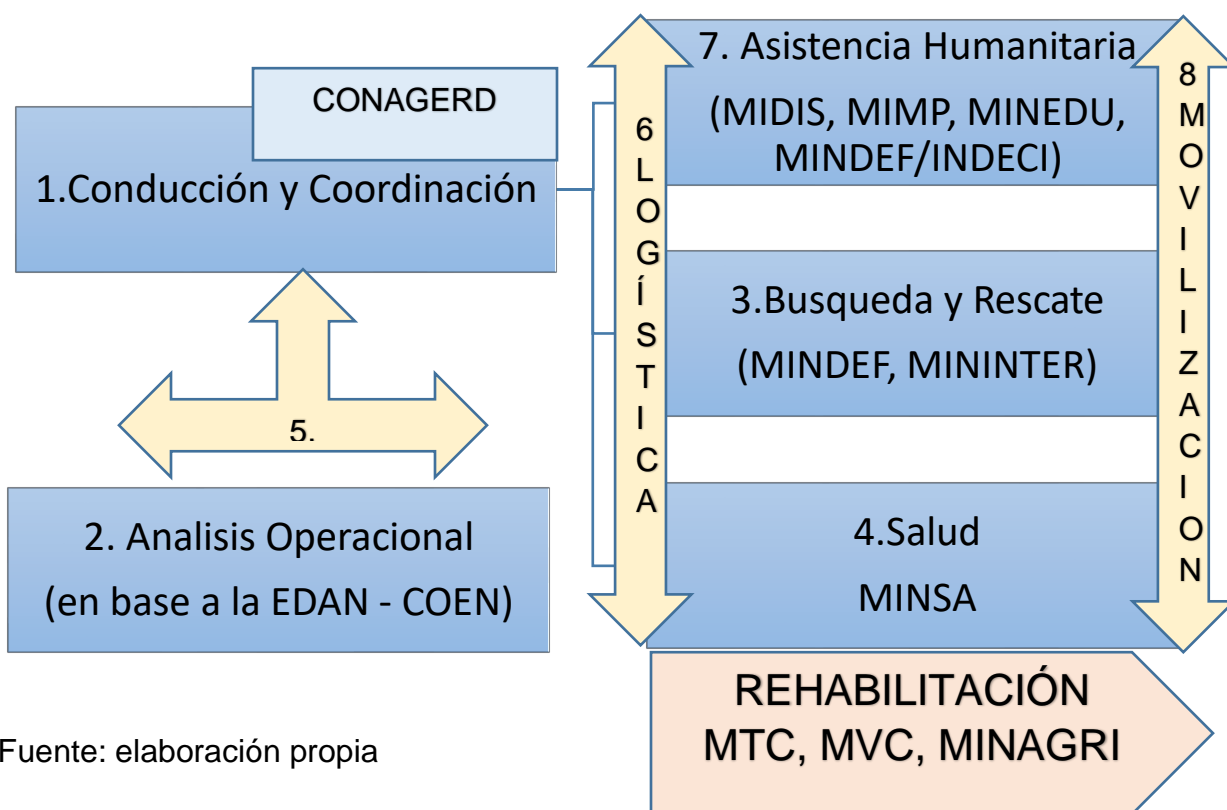 CONAGERD
1.Conducción y Coordinación
5.
2. Analisis Operacional
(en base a la EDAN - COEN)
6
L
O
G
Í
S
T
I
C
A
7. Asistencia Humanitaria
(MIDIS, MIMP, MINEDU,
MINDEF/INDECI)
3.Busqueda y Rescate
(MINDEF, MININTER)
4.Salud
MINSA
8
M
O
V
I
L
I
Z
A
C
I
O
N
REHABILITACIÓN
MTC, MVC, MINAGRI
Fuente: elaboración propia